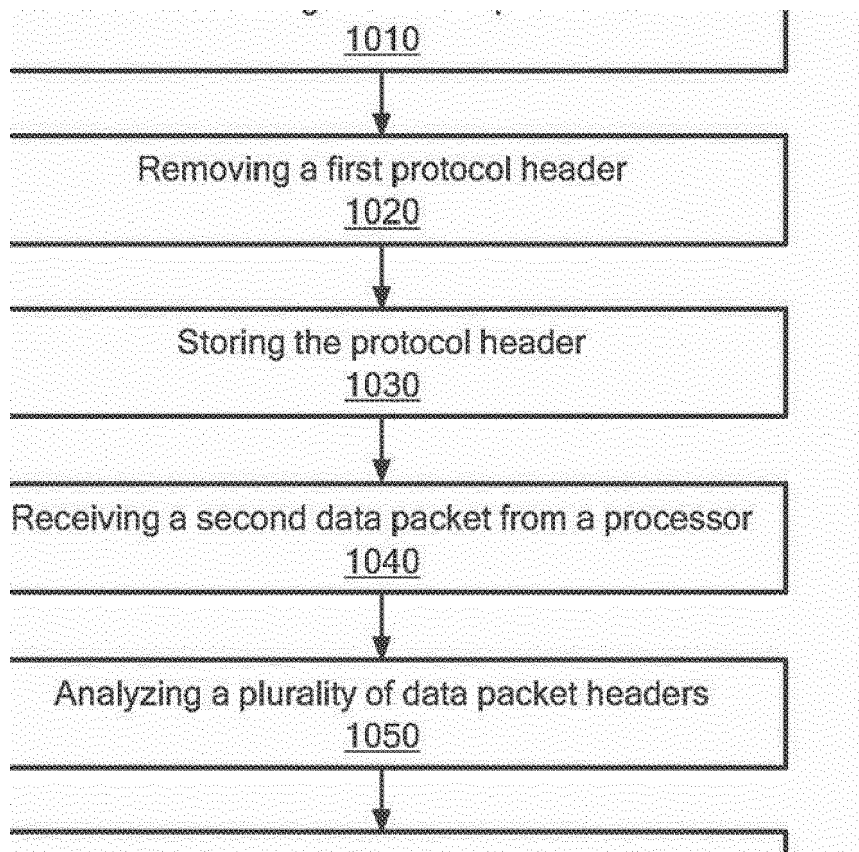 1010
Removing a first protocol header
1020
Storing the protocol header
1030
Receiving a second data packet from a processor
1040
Analyzing a plurality of data packet headers
1050